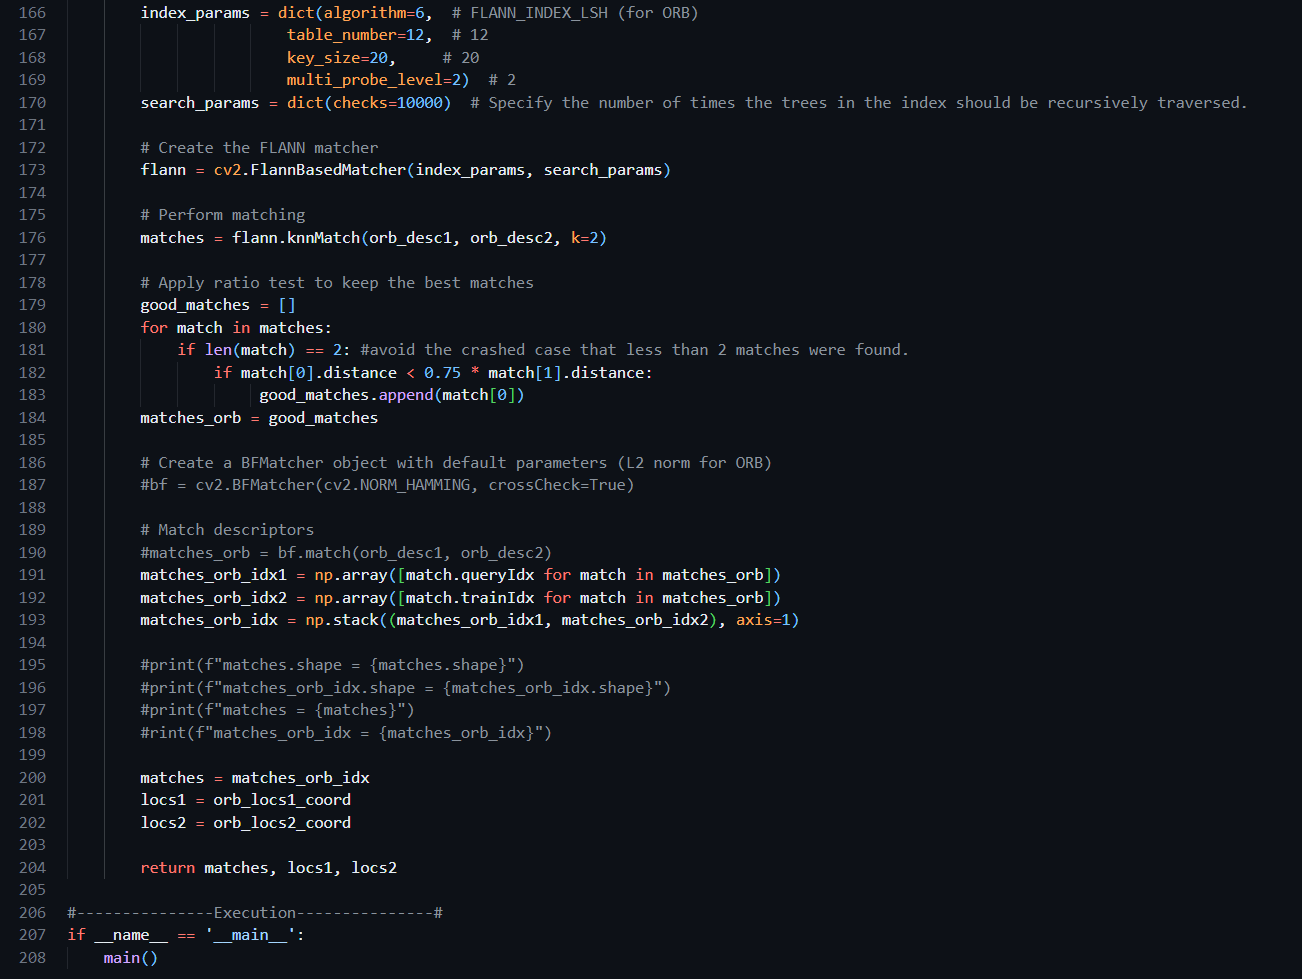 166 index_params = dict(algorithm=6,  # FLANN_INDEX_LSH (for ORB)
167 table_number=12,  # 12
168 key_size=20,     # 20
169 multi_probe_level=2)  # 2
170 search_params = dict(checks=10000)  # Specify the number of times the trees in the index should be recursively traversed.
171
172 # Create the FLANN matcher
173 flann = cv2.FlannBasedMatcher(index_params, search_params)
174
175 # Perform matching
176 matches = flann.knnMatch(orb_desc1, orb_desc2, k=2)
177
178 # Apply ratio test to keep the best matches
179 good_matches = []
180 for match in matches:
181 if len(match) == 2: #avoid the crashed case that less than 2 matches were found.
182 if match[0].distance < 0.75 * match[1].distance:
183 good_matches.append(match[0])
184 matches_orb = good_matches
185
186 # Create a BFMatcher object with default parameters (L2 norm for ORB)
187 #bf = cv2.BFMatcher(cv2.NORM_HAMMING, crossCheck=True)
188
189 # Match descriptors
190 #matches_orb = bf.match(orb_desc1, orb_desc2)
191 matches_orb_idx1 = np.array([match.queryIdx for match in matches_orb])
192 matches_orb_idx2 = np.array([match.trainIdx for match in matches_orb])
193 matches_orb_idx = np.stack((matches_orb_idx1, matches_orb_idx2), axis=1)
194
195 #print(f"matches.shape = {matches.shape}")
196 #print(f"matches_orb_idx.shape = {matches_orb_idx.shape}")
197 #print(f"matches = {matches}")
198 #rint(f"matches_orb_idx = {matches_orb_idx}")
199
200 matches = matches_orb_idx
201 locs1 = orb_locs1_coord
202 locs2 = orb_locs2_coord
203
204 return matches, locs1, locs2
205
206 #---------------Execution---------------#
207 if __name__ == '__main__':
208 main()